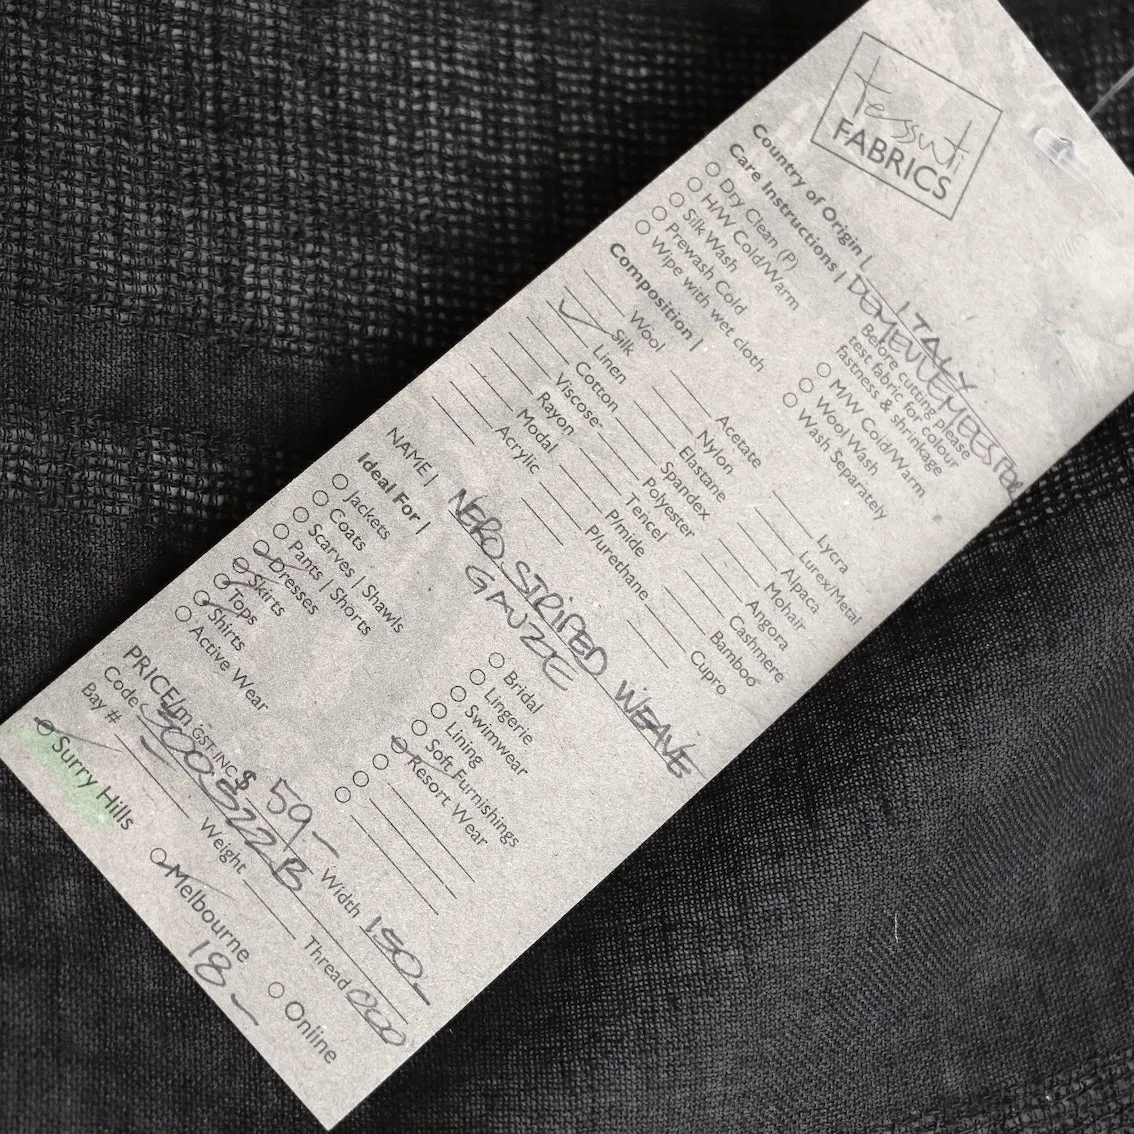 tessuti
FABRICS
Country of Origin | ITALY
Care Instructions | DEMEULEMEESTER
Dry Clean (P)
H/W Cold/Warm
Silk Wash
Prewash Cold
Wipe with wet cloth
Before cutting please
test fabric for colour
fastness & shrinkage
M/W Cold/Warm
Wool Wash
Wash Separately
Composition |
Wool
Silk
Linen
Cotton
Viscose
Rayon
Modal
Acrylic
Acetate
Nylon
Elastane
Spandex
Polyester
Tencel
P/mide
P/urethane
Lycra
Lurex/Metal
Alpaca
Mohair
Angora
Cashmere
Bamboo
Cupro
NAME | NERO STRIPED WEAVE
GAUZE
Ideal For |
Jackets
Coats
Scarves | Shawls
Pants | Shorts
Dresses
Skirts
Tops
Shirts
Active Wear
Bridal
Lingerie
Swimwear
Lining
Soft Furnishings
Resort Wear
PRICE/m GST INC $ 59- Width 150
Code 300322B Thread 000
Bay # Weight
Surry Hills Melbourne Online
18-